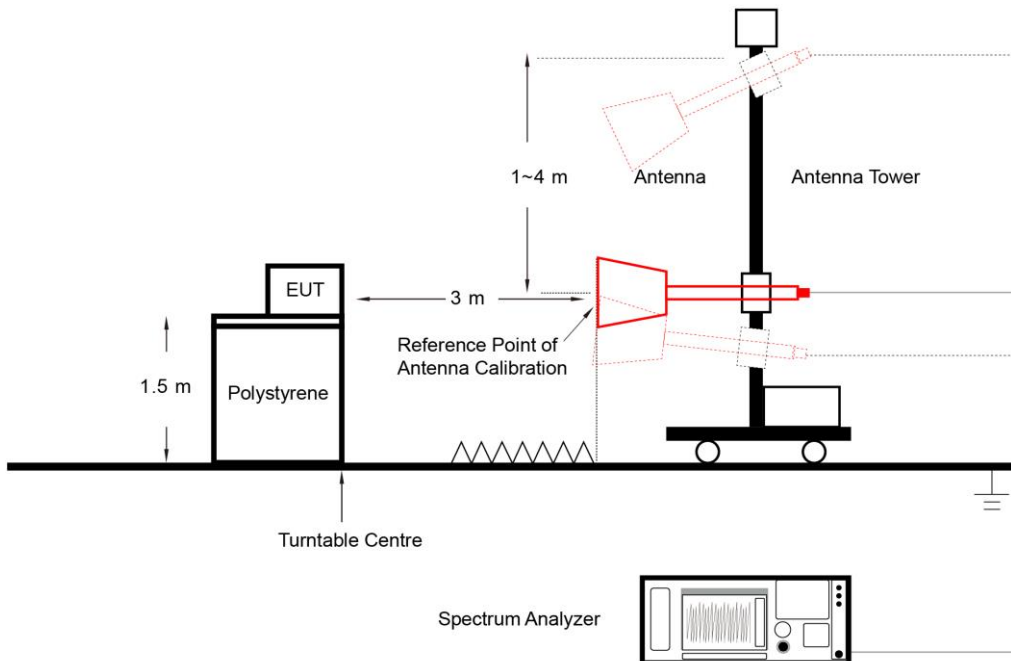 1~4 m
Antenna
Antenna Tower
EUT
3 m
Reference Point of
Antenna Calibration
1.5 m
Polystyrene
Turntable Centre
Spectrum Analyzer